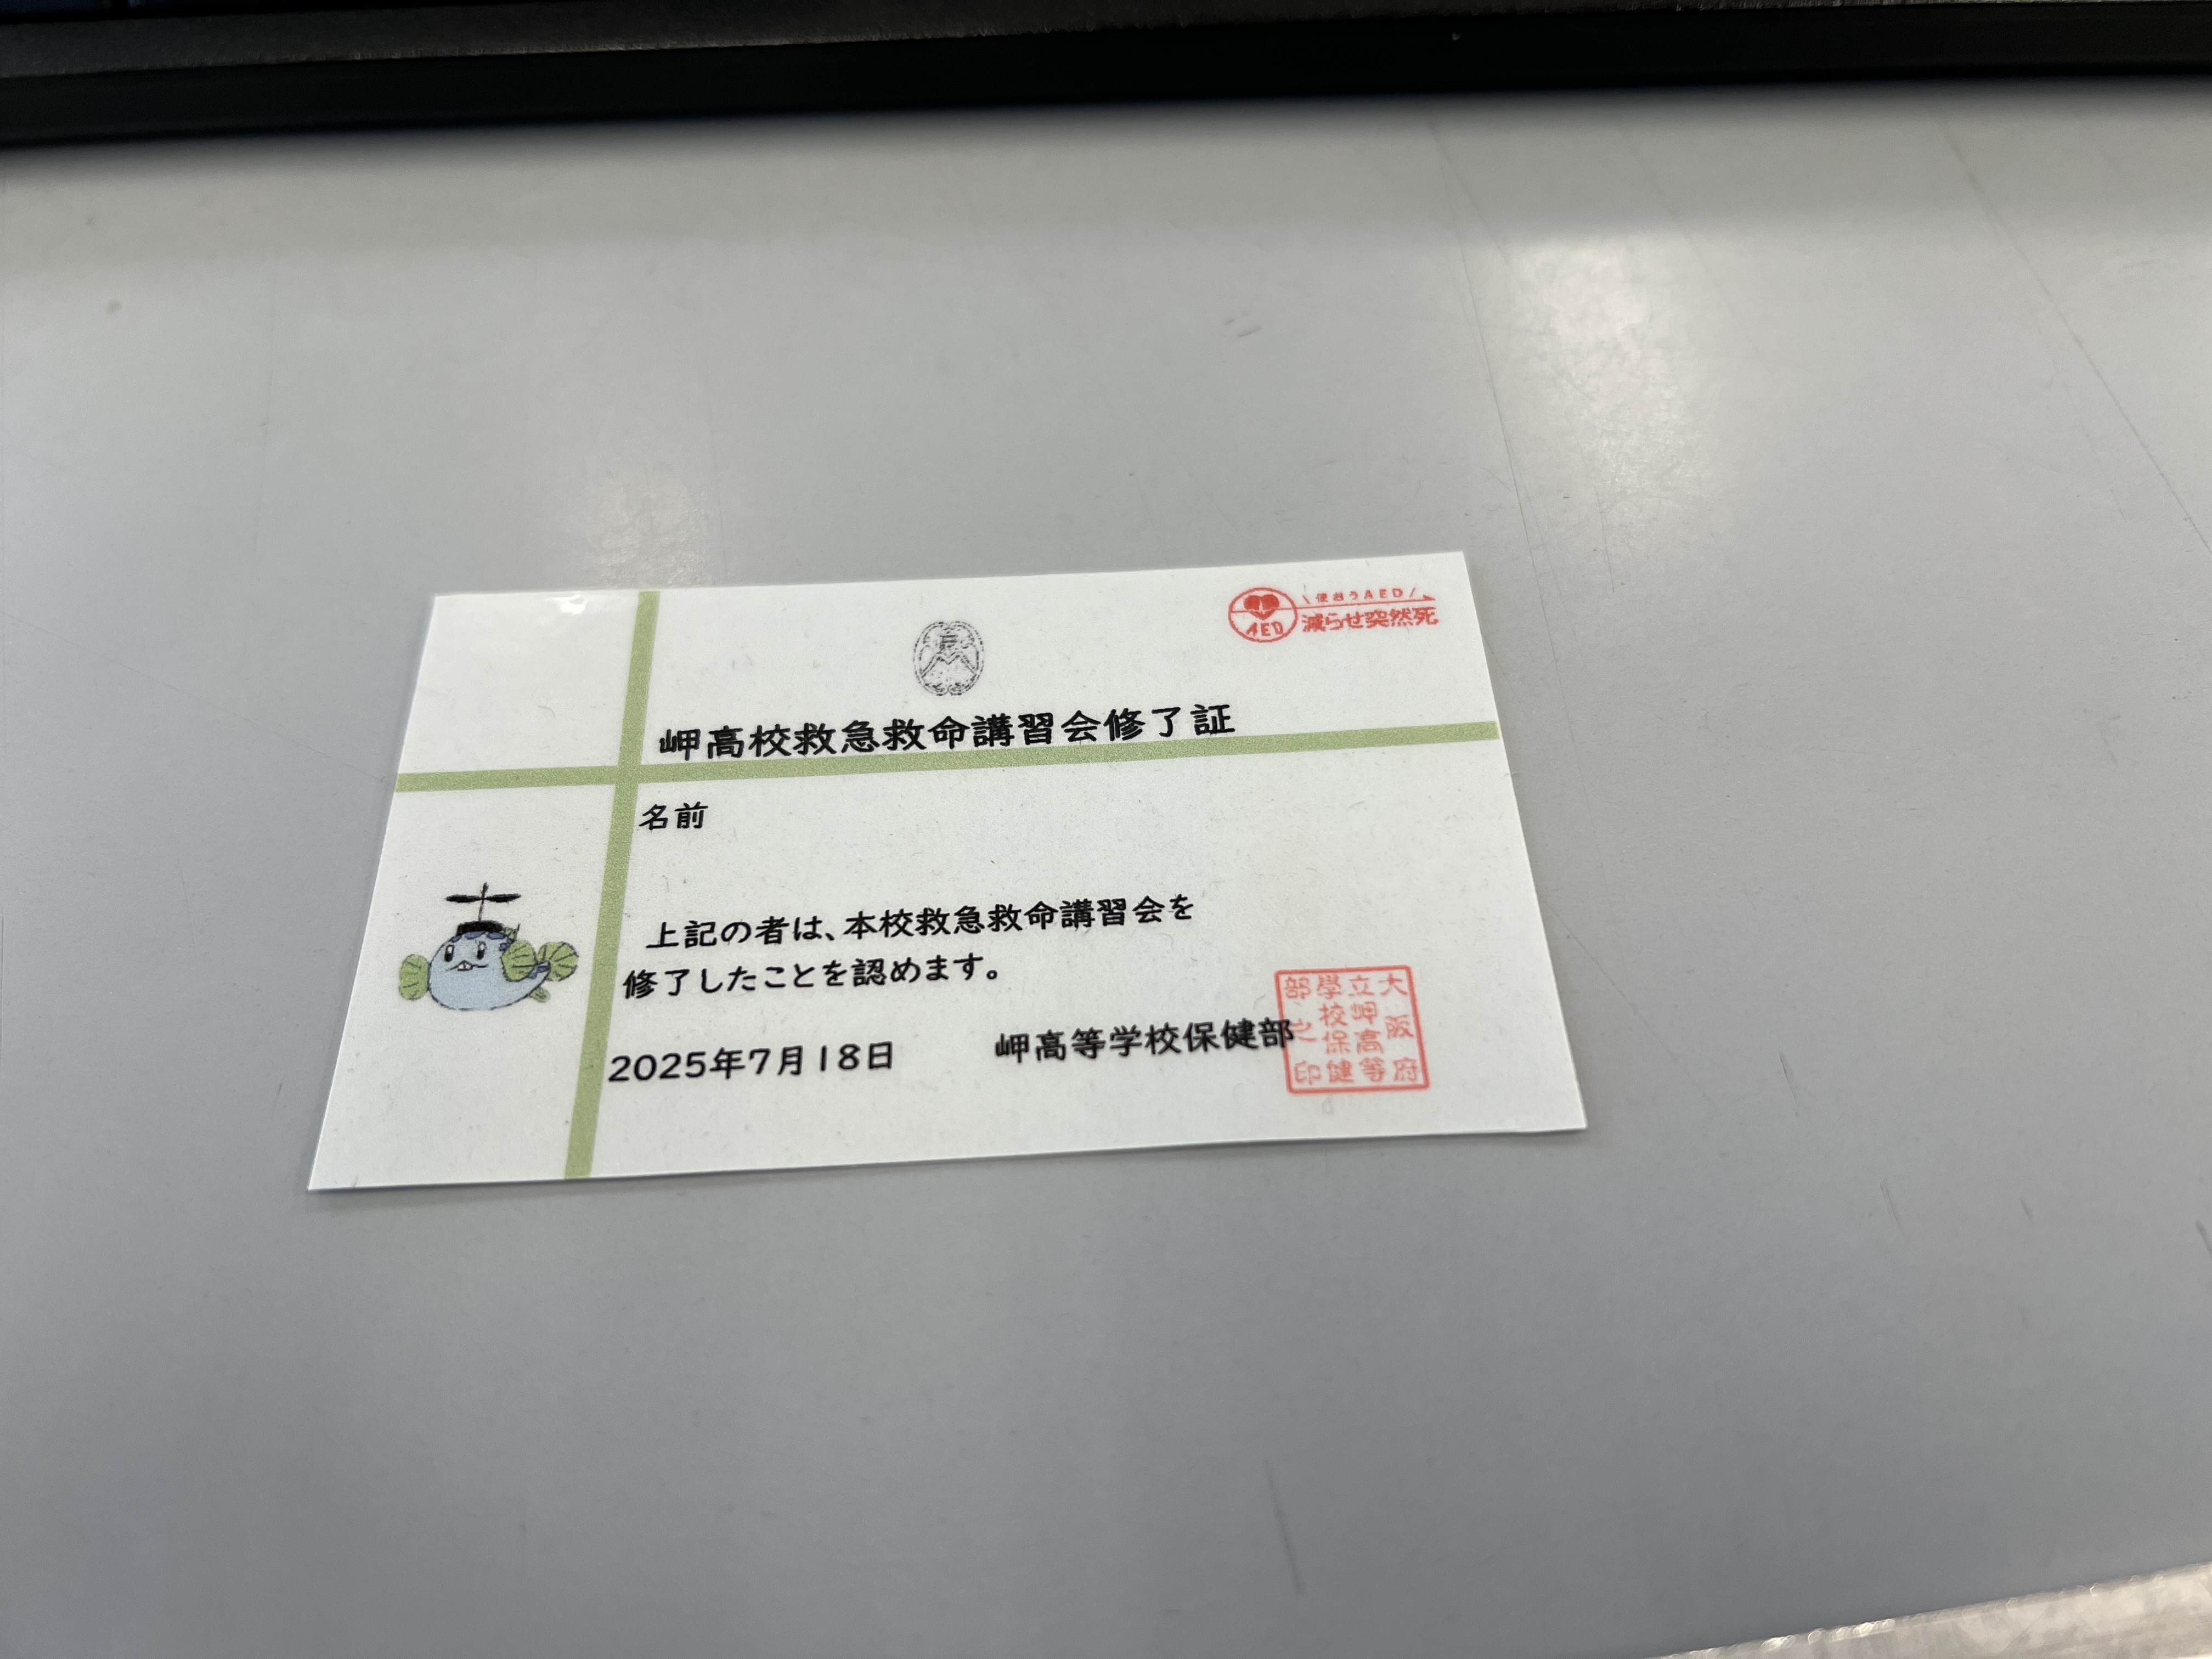 \使おうAED/
減らせ突然死
AED
岬高校救急救命講習会修了証
名前
上記の者は、本校救急救命講習会を
修了したことを認めます。
2025年7月18日
岬高等学校保健部
大阪府
立岬高等
學校保健
部之印